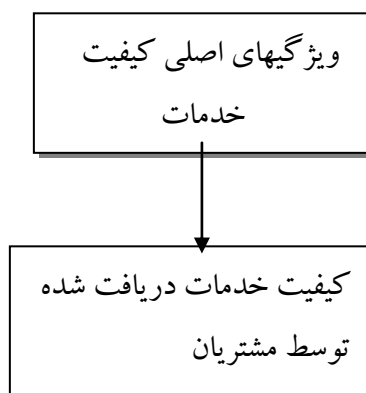 ویژگیهای اصلی کیفیت
خدمات
کیفیت خدمات دریافت شده
توسط مشتریان